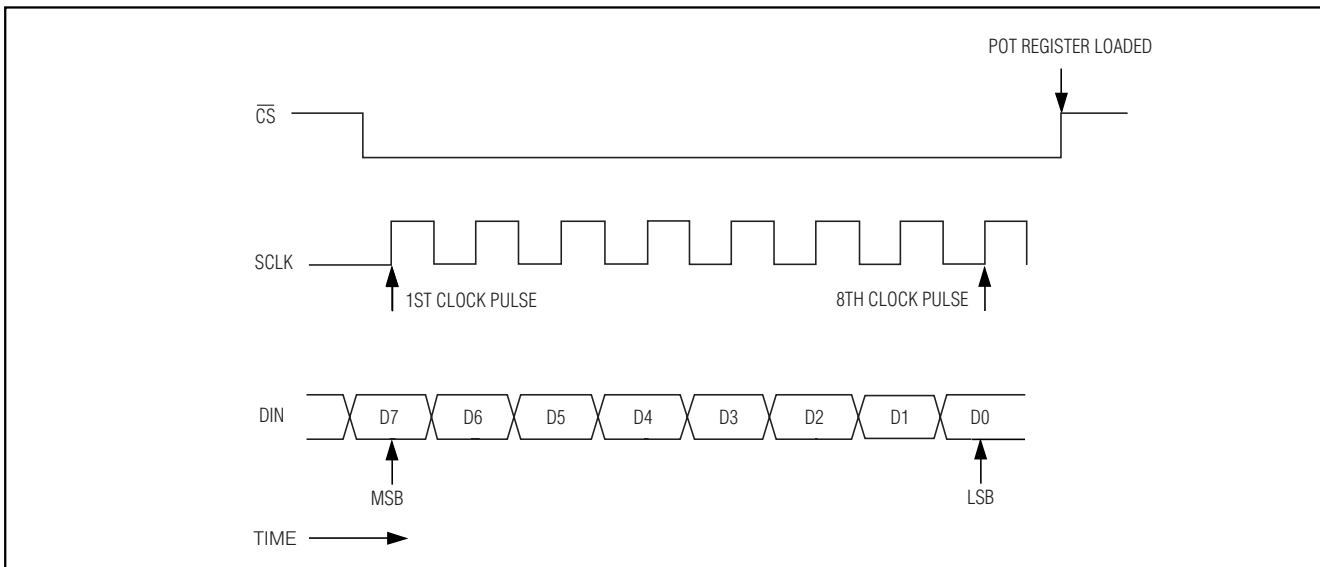 POT REGISTER LOADED
C̅S̅
SCLK
1ST CLOCK PULSE
8TH CLOCK PULSE
DIN
D7
D6
D5
D4
D3
D2
D1
D0
MSB
LSB
TIME